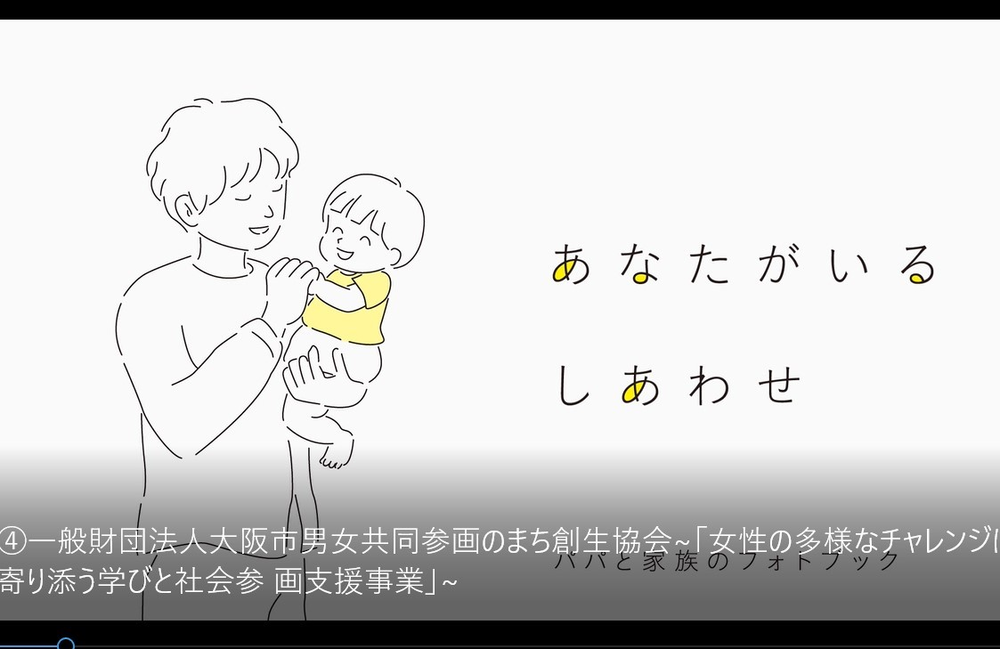 あなたがいる
しあわせ
④一般財団法人大阪市男女共同参画のまち創生協会~「女性の多様なチャレンジに
パパと家族のフォトブック
寄り添う学びと社会参 画支援事業」~